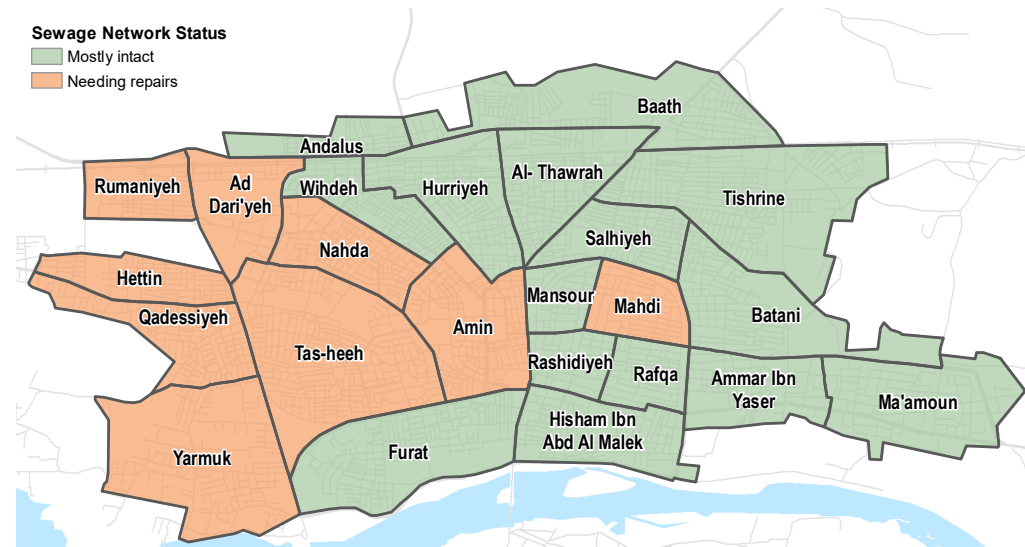 Sewage Network Status
Mostly intact
Needing repairs
Baath
Andalus
Rumaniyeh
Ad
Dari'yeh
Wihdeh
Hurriyeh
Al- Thawrah
Tishrine
Nahda
Salhiyeh
Hettin
Qadessiyeh
Mansour
Mahdi
Batani
Amin
Tas-heeh
Rashidiyeh
Rafqa
Ammar Ibn
Yaser
Ma'amoun
Hisham Ibn
Abd Al Malek
Furat
Yarmuk